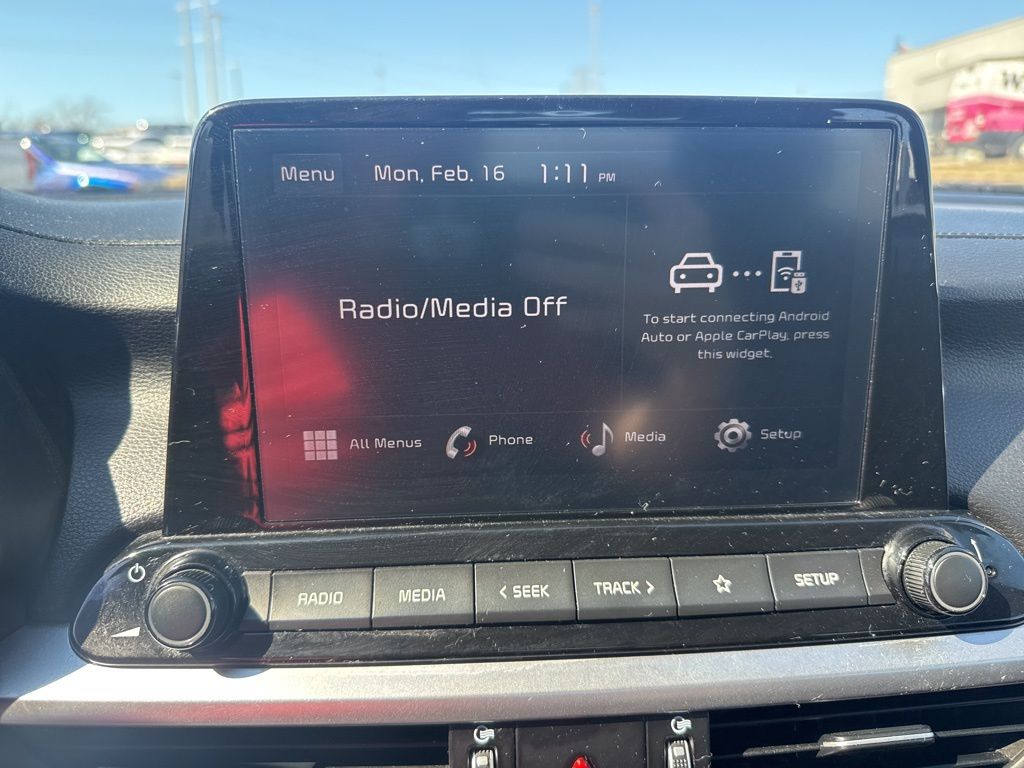 Menu Mon, Feb. 16 1:11 PM
Radio/Media Off
To start connecting Android
Auto or Apple CarPlay, press
this widget.
All Menus Phone Media Setup
RADIO MEDIA < SEEK TRACK > SETUP